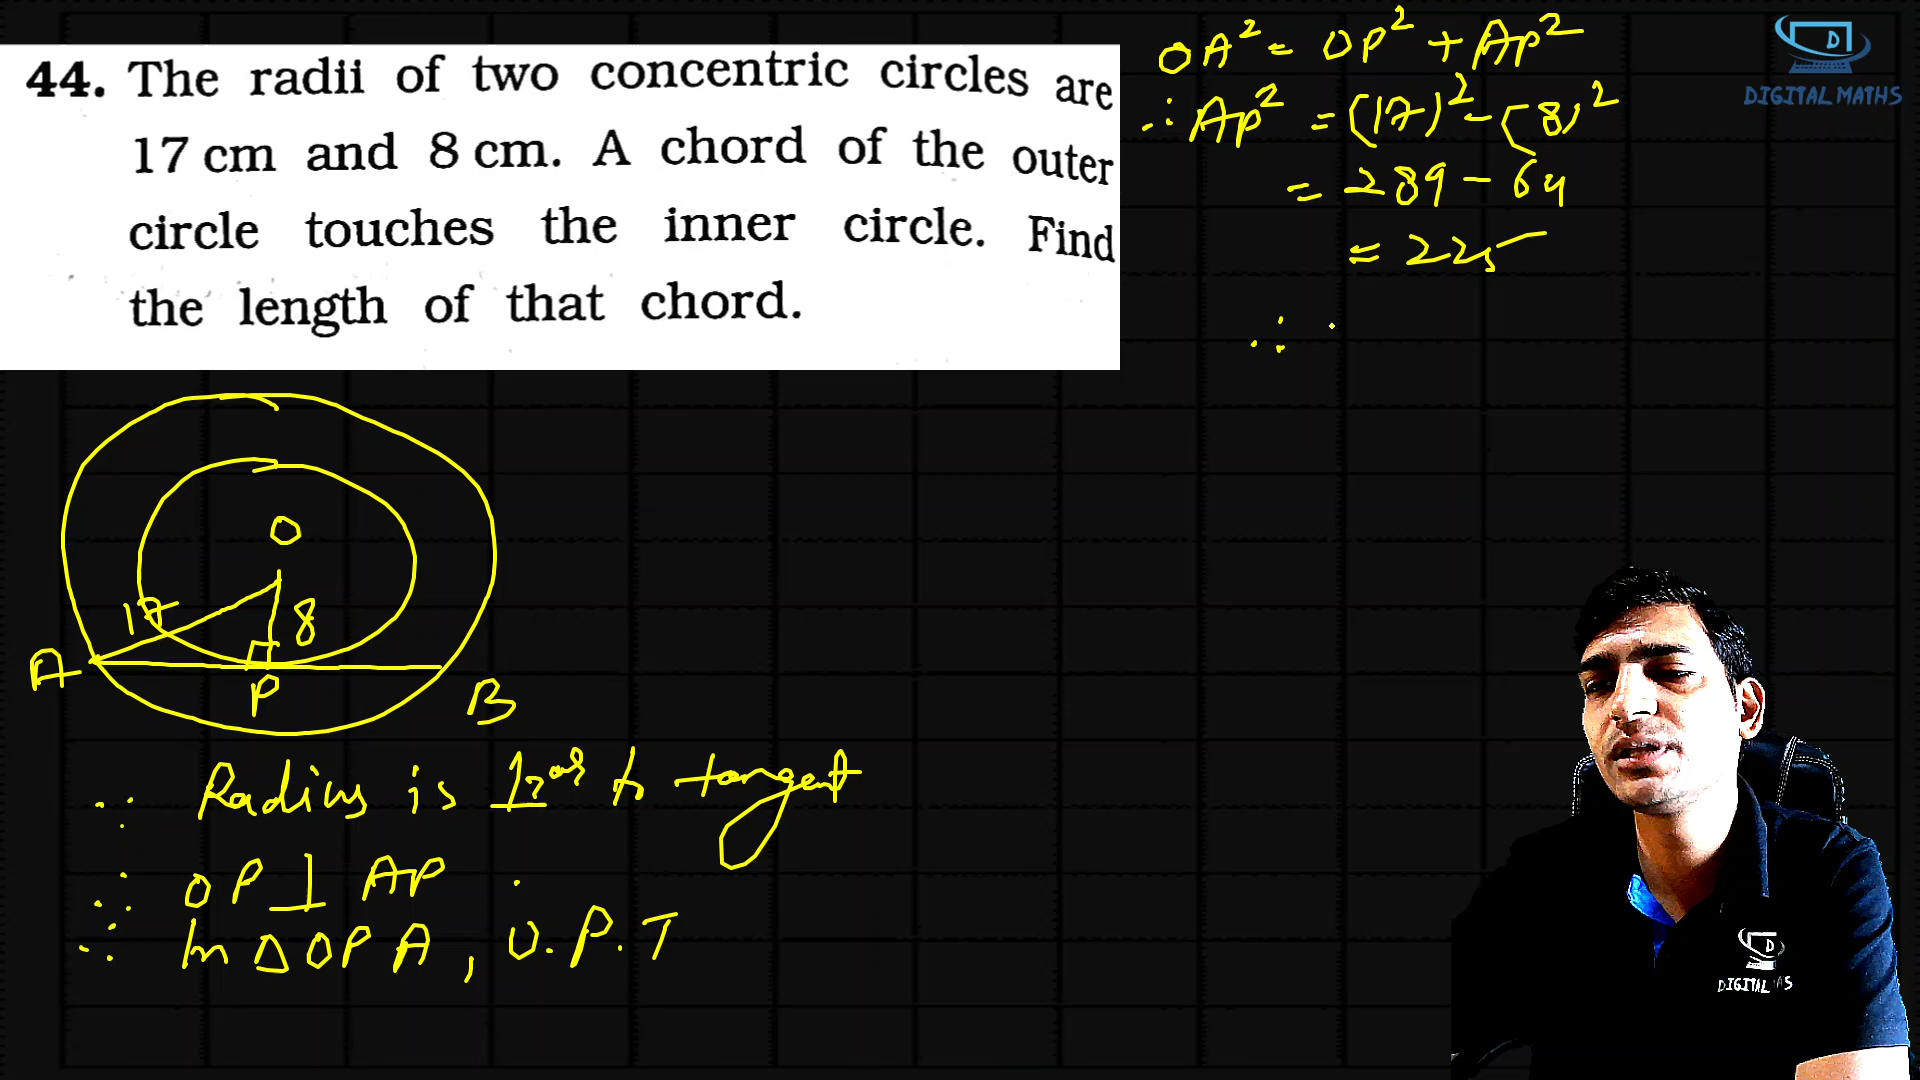 44. The radii of two concentric circles are
17 cm and 8 cm. A chord of the outer
circle touches the inner circle. Find
the length of that chord.
OA² = OP² + AP²
∴ AP² = (17)² - (8)²
= 289 - 64
= 225
∴
D
DIGITAL MATHS
O
17
8
A
P
B
∵ Radius is ⊥ʳ to tangent
∴ OP ⊥ AP
∴ In △OPA, U.P.T
D
DIGITAL